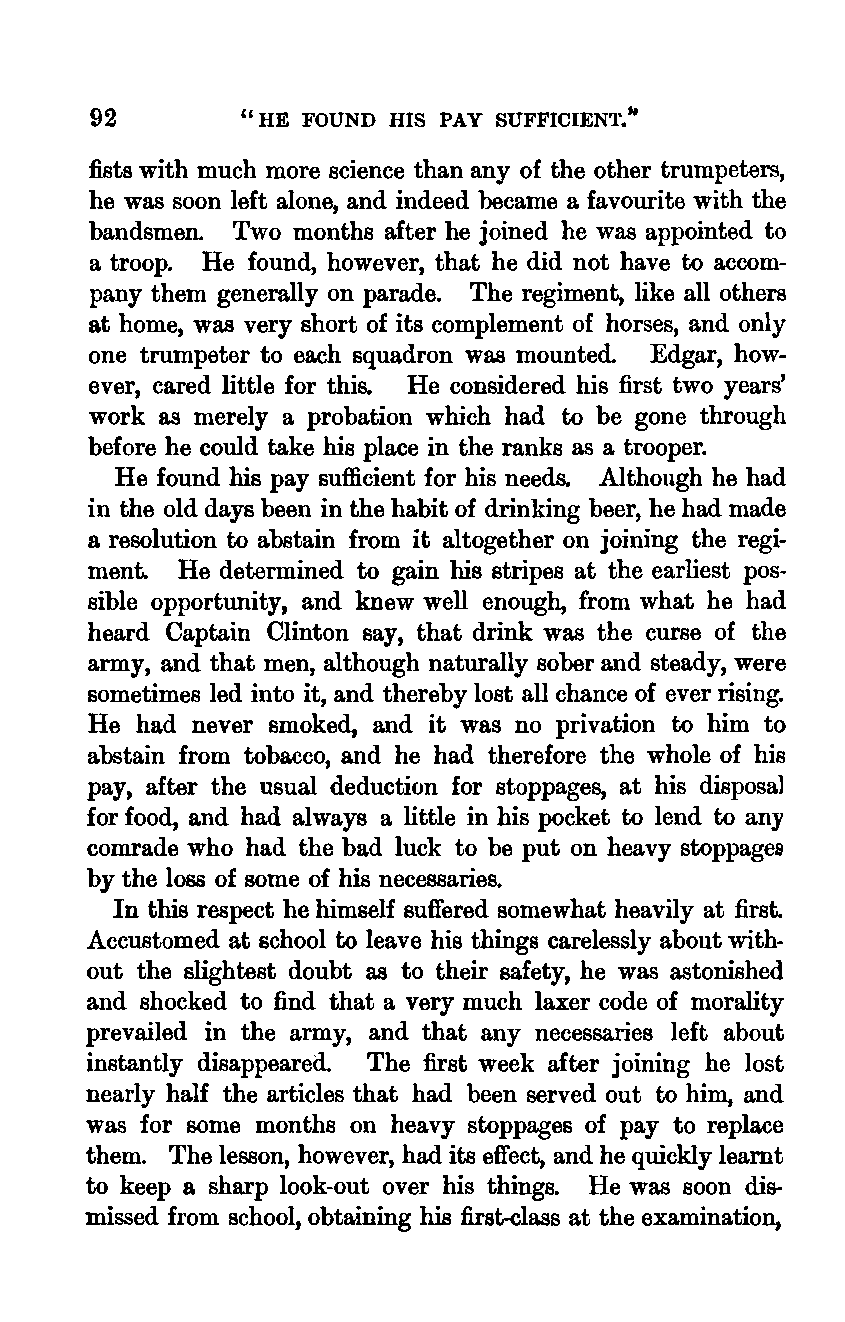 92 "HE FOUND HIS PAY SUFFICIENT."
fists with much more science than any of the other trumpeters,
he was soon left alone, and indeed became a favourite with the
bandsmen. Two months after he joined he was appointed to
a troop. He found, however, that he did not have to accom-
pany them generally on parade. The regiment, like all others
at home, was very short of its complement of horses, and only
one trumpeter to each squadron was mounted. Edgar, how-
ever, cared little for this. He considered his first two years'
work as merely a probation which had to be gone through
before he could take his place in the ranks as a trooper.
He found his pay sufficient for his needs. Although he had
in the old days been in the habit of drinking beer, he had made
a resolution to abstain from it altogether on joining the regi-
ment. He determined to gain his stripes at the earliest pos-
sible opportunity, and knew well enough, from what he had
heard Captain Clinton say, that drink was the curse of the
army, and that men, although naturally sober and steady, were
sometimes led into it, and thereby lost all chance of ever rising.
He had never smoked, and it was no privation to him to
abstain from tobacco, and he had therefore the whole of his
pay, after the usual deduction for stoppages, at his disposal
for food, and had always a little in his pocket to lend to any
comrade who had the bad luck to be put on heavy stoppages
by the loss of some of his necessaries.
In this respect he himself suffered somewhat heavily at first.
Accustomed at school to leave his things carelessly about with-
out the slightest doubt as to their safety, he was astonished
and shocked to find that a very much laxer code of morality
prevailed in the army, and that any necessaries left about
instantly disappeared. The first week after joining he lost
nearly half the articles that had been served out to him, and
was for some months on heavy stoppages of pay to replace
them. The lesson, however, had its effect, and he quickly learnt
to keep a sharp look-out over his things. He was soon dis-
missed from school, obtaining his first-class at the examination,